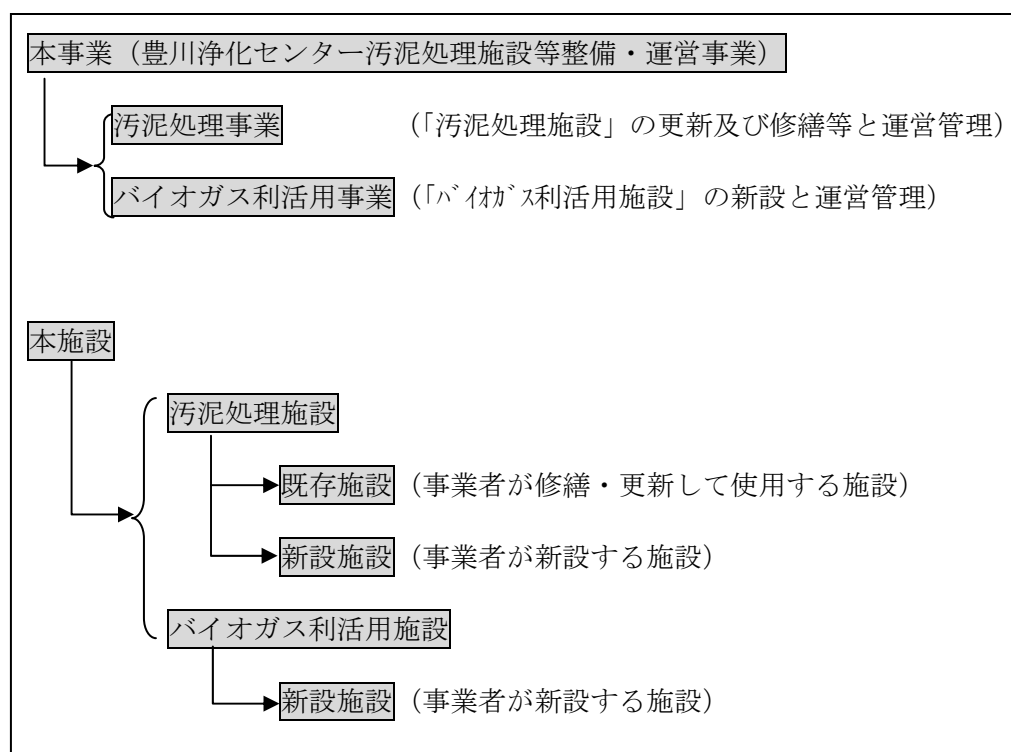 本事業（豊川浄化センター汚泥処理施設等整備・運営事業）
汚泥処理事業 （「汚泥処理施設」の更新及び修繕等と運営管理）
バイオガス利活用事業（「ﾊﾞｲｵｶﾞｽ利活用施設」の新設と運営管理）
本施設
汚泥処理施設
既存施設（事業者が修繕・更新して使用する施設）
新設施設（事業者が新設する施設）
バイオガス利活用施設
新設施設（事業者が新設する施設）